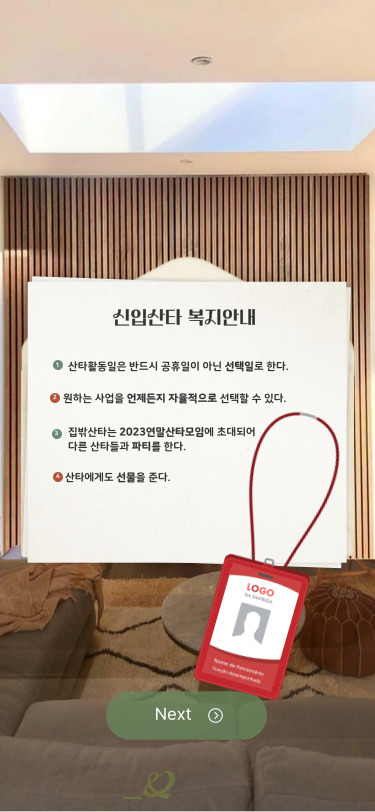 신입산타 복지안내
1 산타활동일은 반드시 공휴일이 아닌 선택일로 한다.
2 원하는 사업을 언제든지 자율적으로 선택할 수 있다.
3 집밖산타는 2023연말산타모임에 초대되어
다른 산타들과 파티를 한다.
4 산타에게도 선물을 준다.
LOGO
DA EMPRESA
Nome do funcionário
Função desempenhada
Next
_&